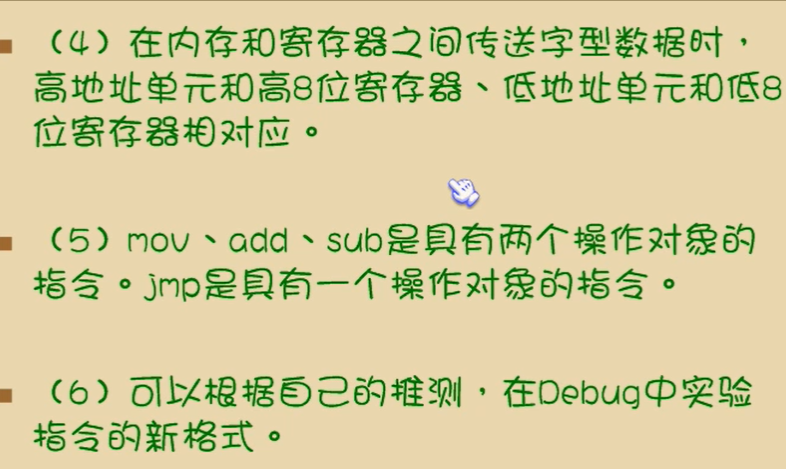 （4）在内存和寄存器之间传送字型数据时，
高地址单元和高8位寄存器、低地址单元和低8
位寄存器相对应。
（5）mov、add、sub是具有两个操作对象的
指令。jmp是具有一个操作对象的指令。
（6）可以根据自己的推测，在Debug中实验
指令的新格式。